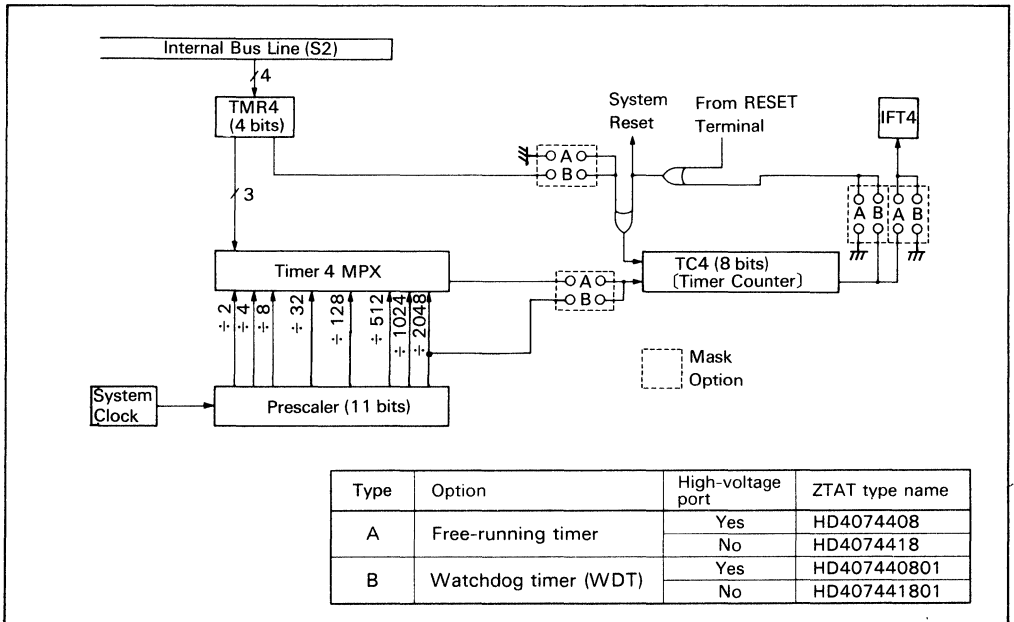 Internal Bus Line (S2)
4
TMR4
(4 bits)
System
Reset
From RESET
Terminal
IFT4
A
B
3
A B A B
Timer 4 MPX
A
B
TC4 (8 bits)
(Timer Counter)
÷ 2
÷ 4
÷ 8
÷ 32
÷ 128
÷ 512
÷ 1024
÷ 2048
Mask
Option
System
Clock
Prescaler (11 bits)
Type Option High-voltage port ZTAT type name
A Free-running timer Yes HD4074408
No HD4074418
B Watchdog timer (WDT) Yes HD407440801
No HD407441801